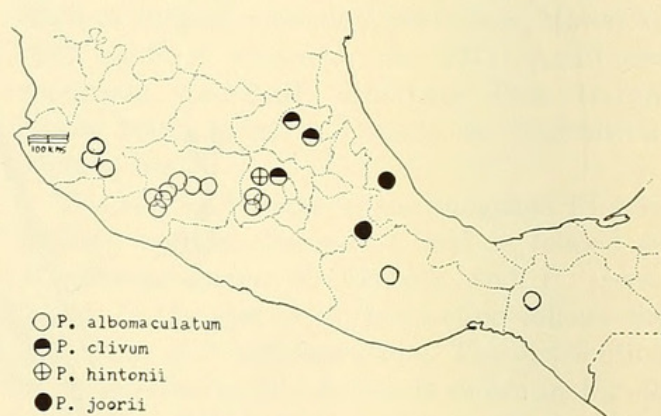 100 KMS
P. albomaculatum
P. clivum
P. hintonii
P. joorii